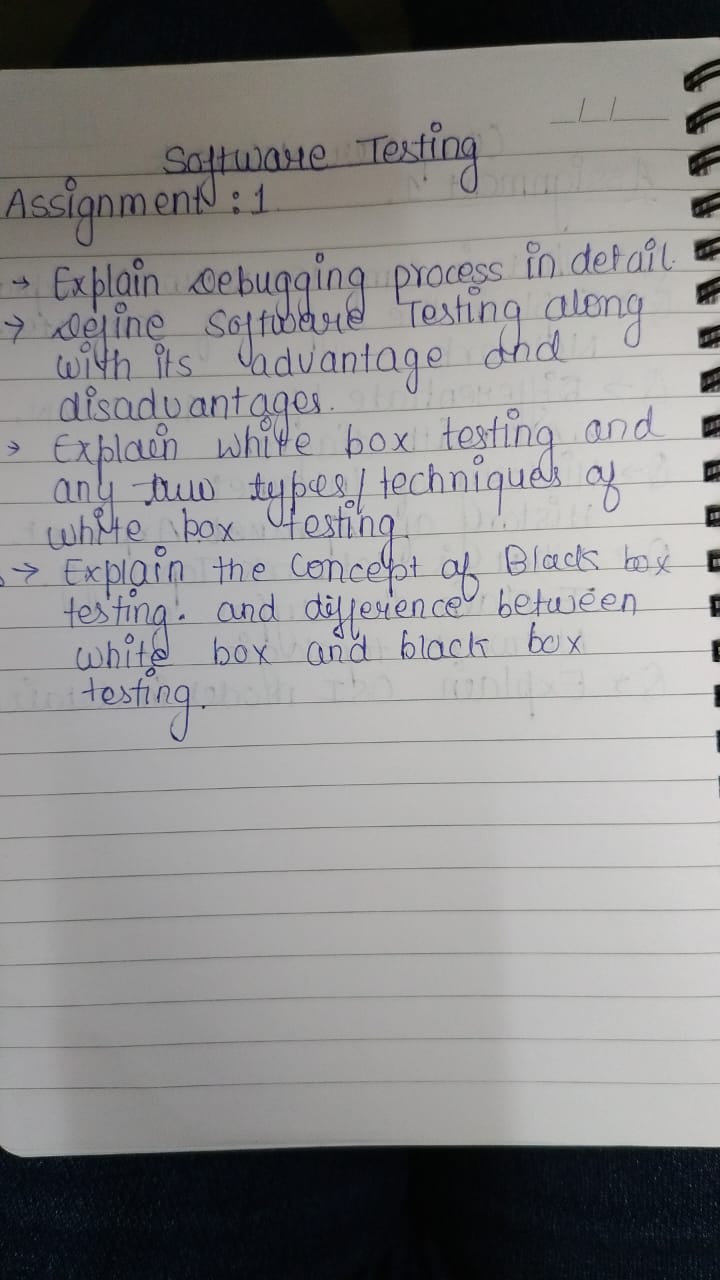 Software Testing
Assignment : 1
→ Explain Debugging process in detail.
→ Define Software Testing along
with its advantage and
disadvantages.
→ Explain white box testing and
any two types/techniques of
white box testing.
→ Explain the concept of Black box
testing. and difference between
white box and black box
testing.